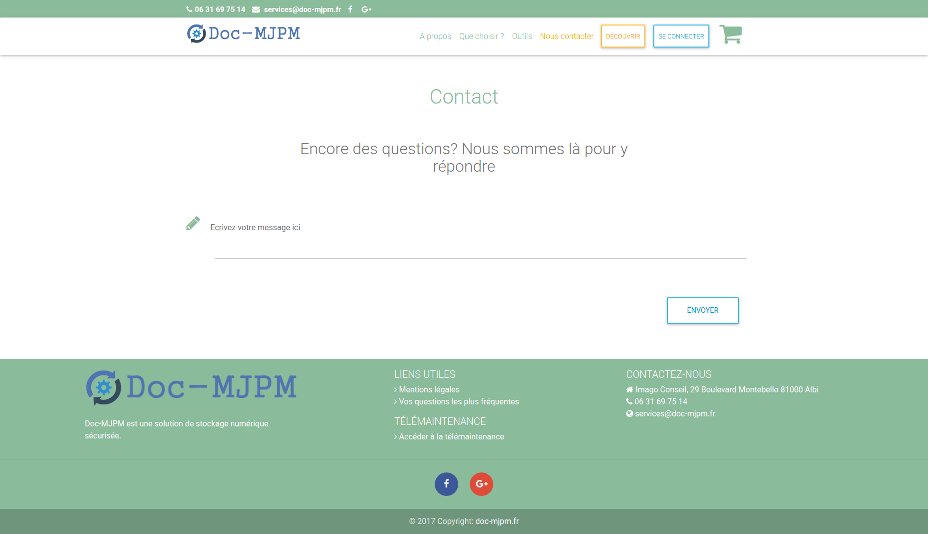 06 31 69 75 14 services@doc-mjpm.fr
Doc-MJPM
A propos Que choisir ? Outils Nous contacter DECOUVRIR SE CONNECTER
Contact
Encore des questions? Nous sommes là pour y
répondre
Ecrivez votre message ici
ENVOYER
Doc-MJPM
Doc-MJPM est une solution de stockage numérique
sécurisée.
LIENS UTILES
Mentions légales
Vos questions les plus fréquentes
TÉLÉMAINTENANCE
Accéder à la télémaintenance
CONTACTEZ-NOUS
Imago Conseil, 29 Boulevard Montebello 81000 Albi
06 31 69 75 14
services@doc-mjpm.fr
© 2017 Copyright: doc-mjpm.fr